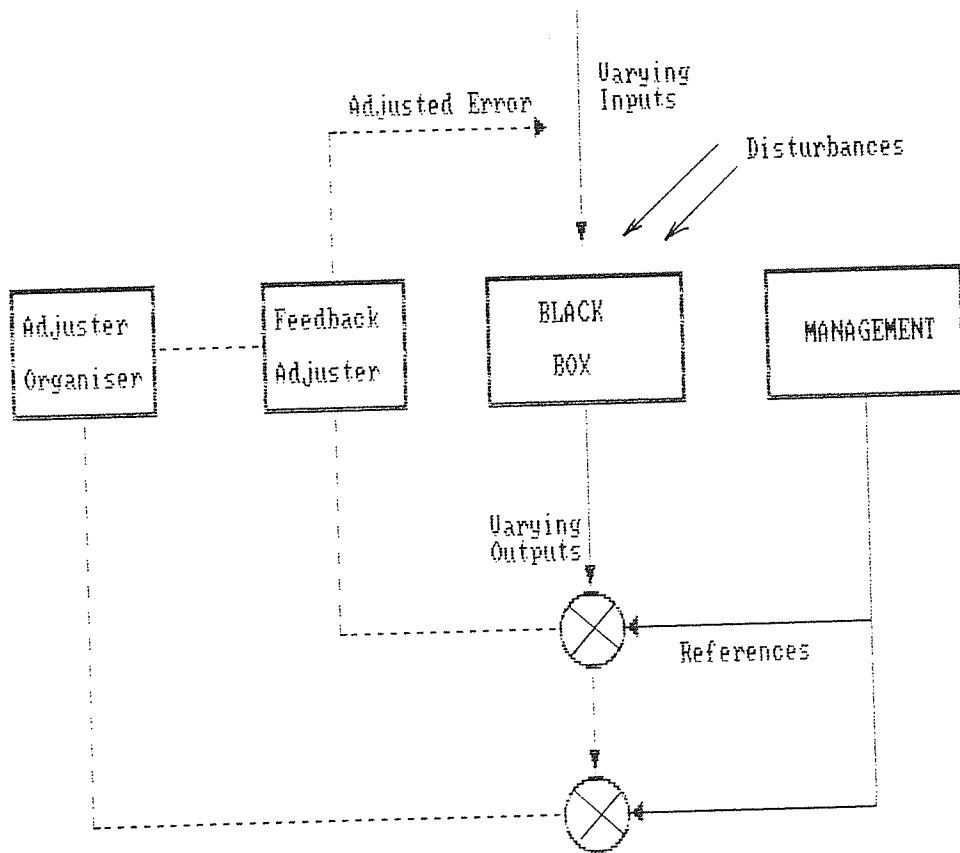 Varying
Inputs
Adjusted Error
Disturbances
Adjuster
Organiser
Feedback
Adjuster
BLACK
BOX
MANAGEMENT
Varying
Outputs
References